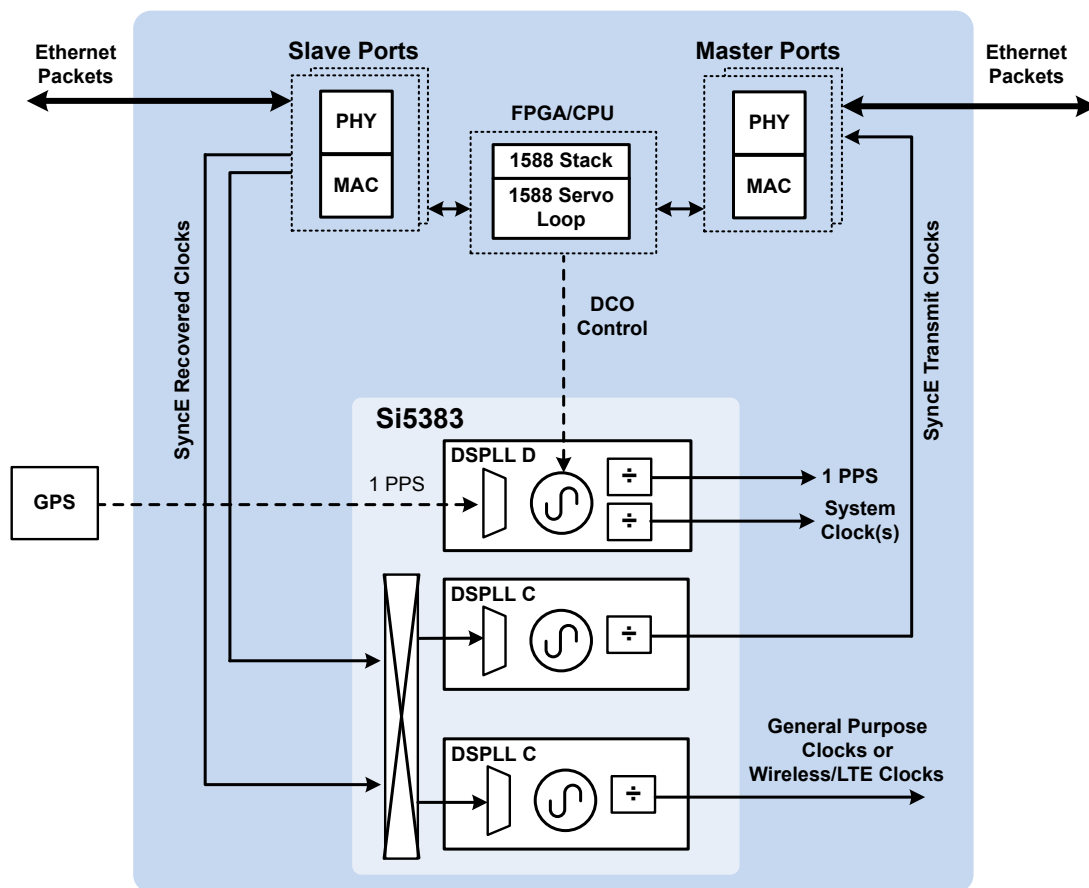 Ethernet
Packets
Slave Ports
Master Ports
Ethernet
Packets
PHY
MAC
FPGA/CPU
1588 Stack
1588 Servo
Loop
PHY
MAC
SyncE Recovered Clocks
DCO
Control
SyncE Transmit Clocks
Si5383
GPS
1 PPS
DSPLL D
÷
÷
1 PPS
System
Clock(s)
DSPLL C
÷
DSPLL C
÷
General Purpose
Clocks or
Wireless/LTE Clocks